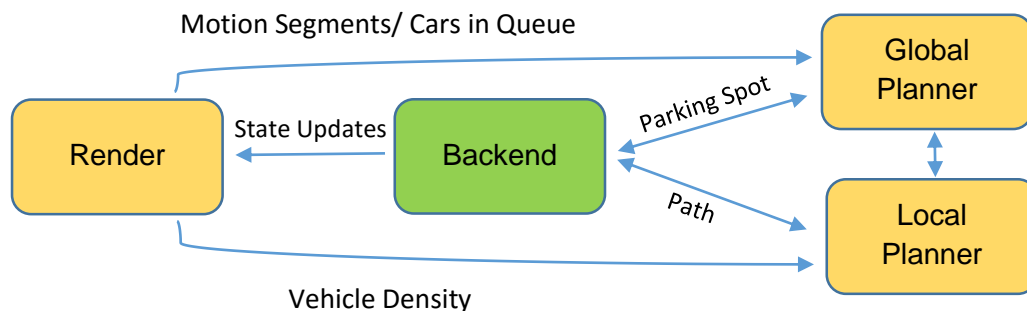 Motion Segments/ Cars in Queue
Global
Planner
Parking Spot
State Updates
Render
Backend
Path
Local
Planner
Vehicle Density